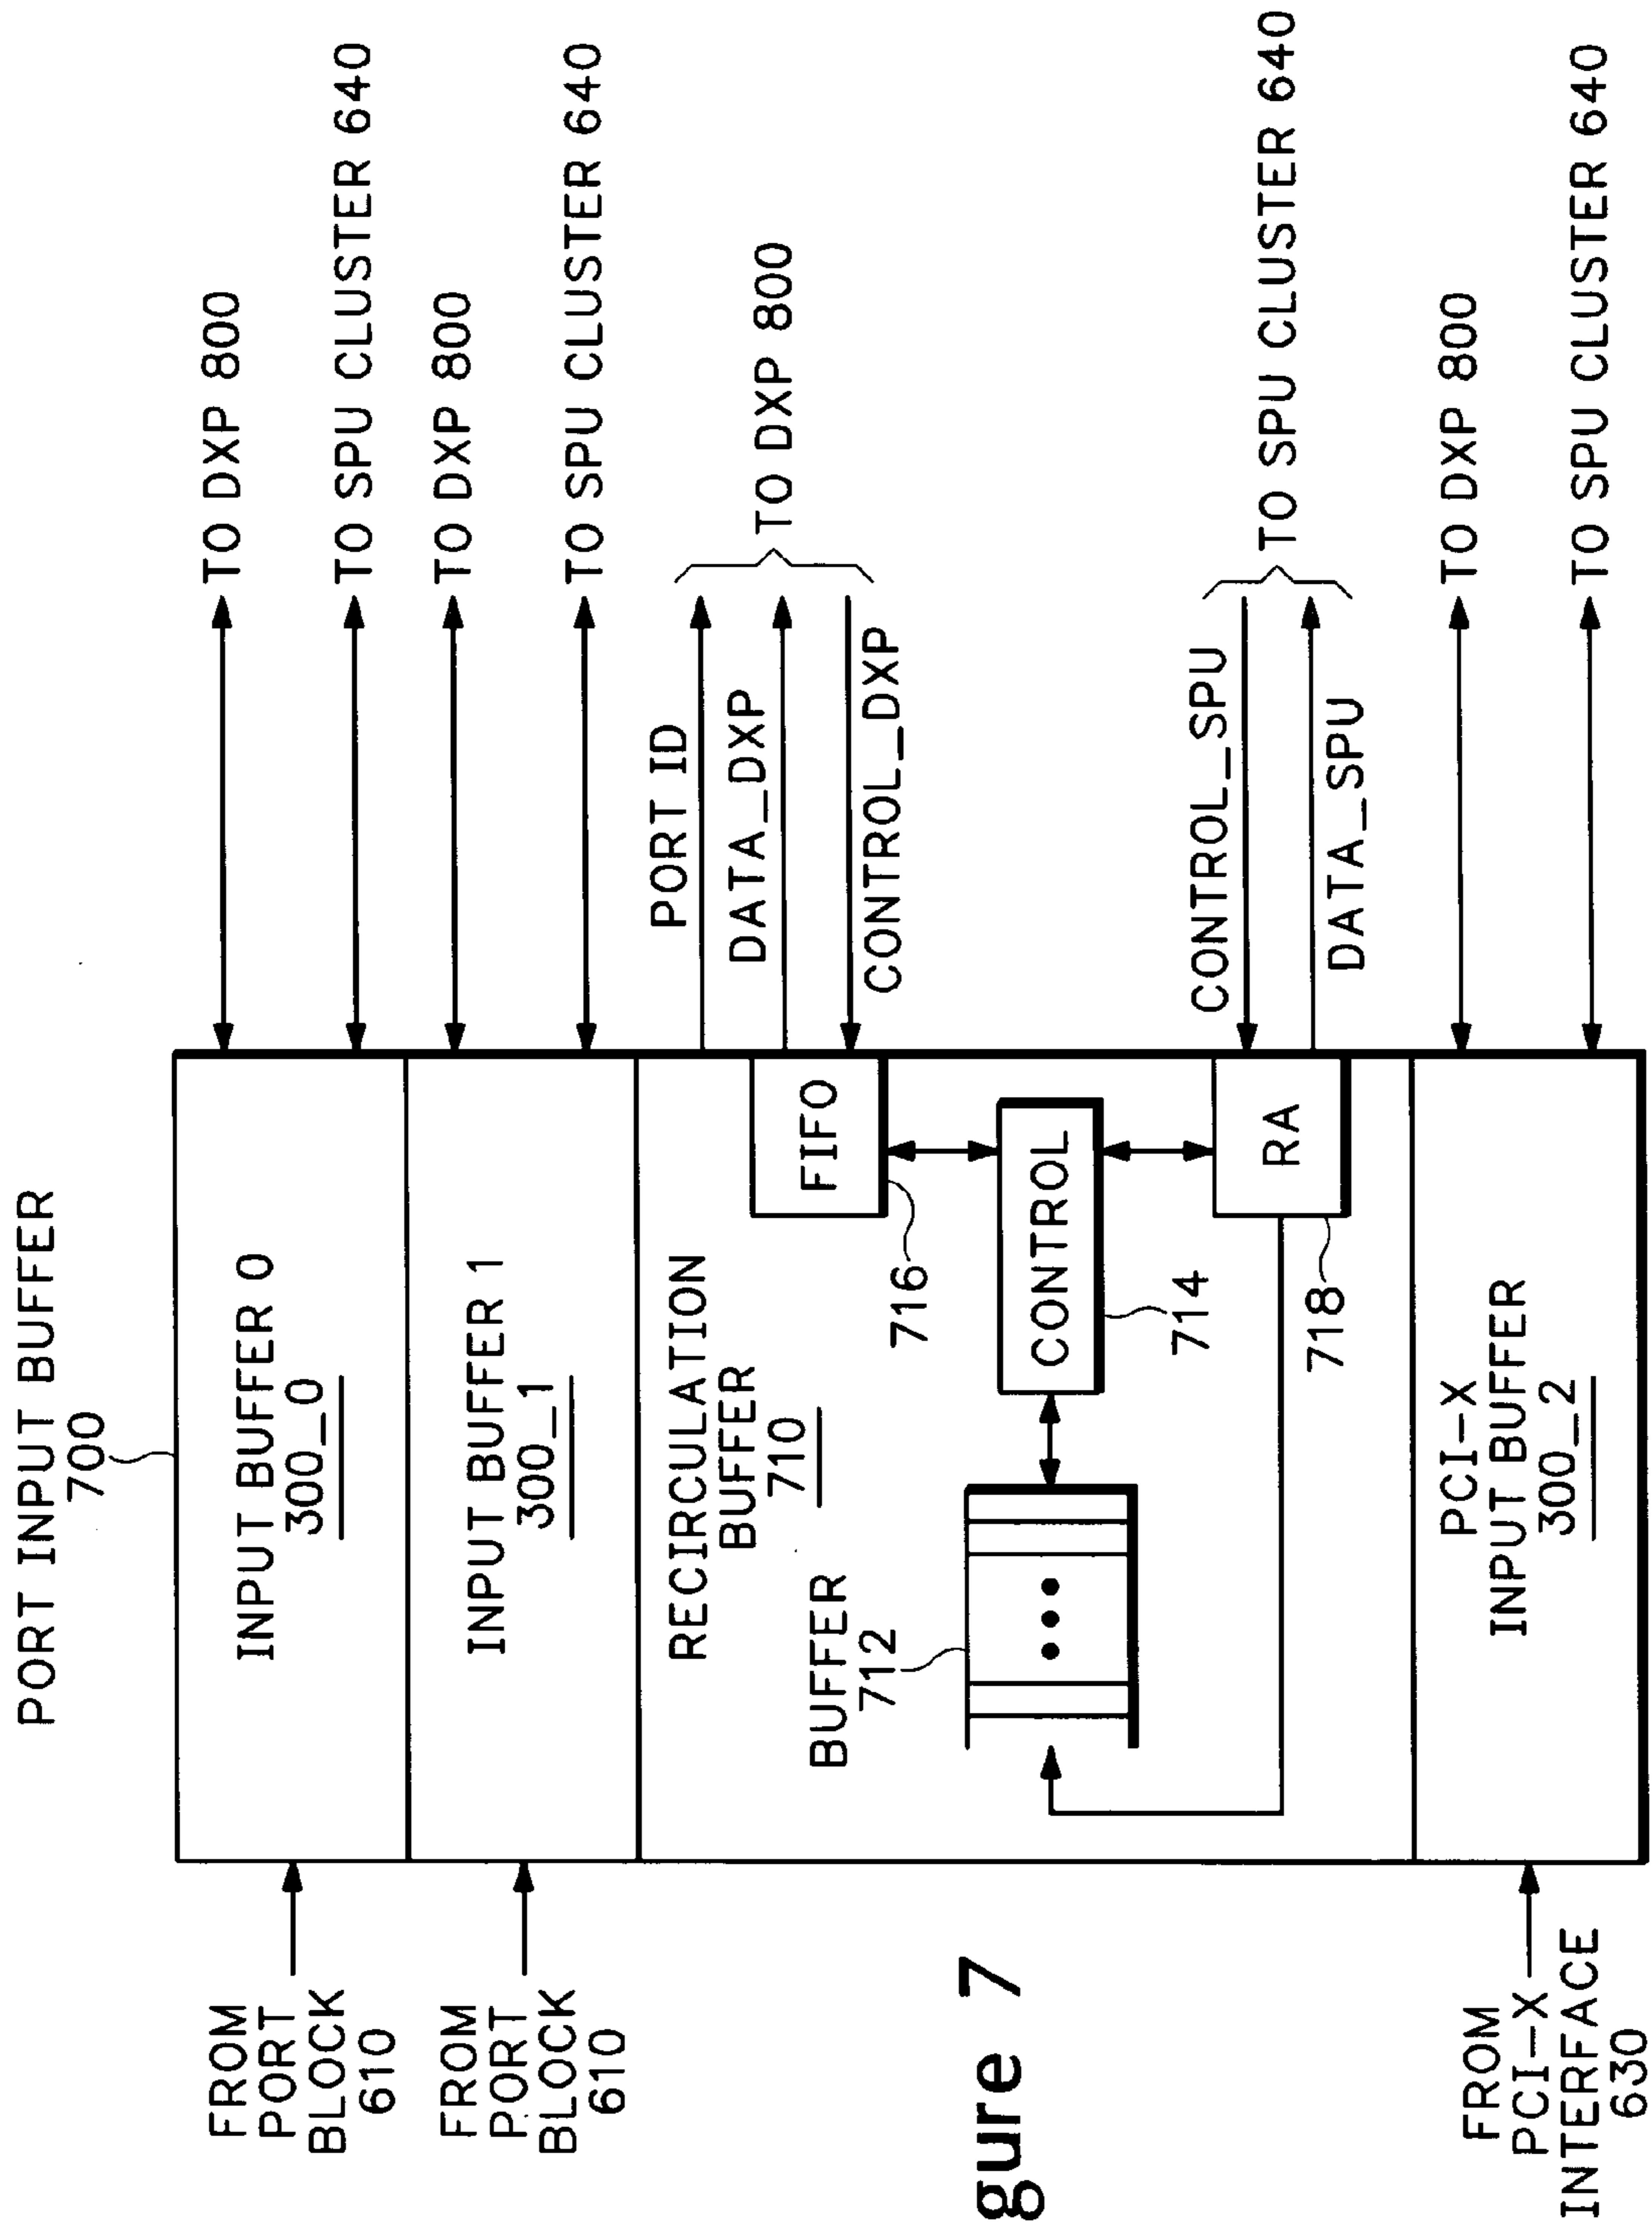 PORT INPUT BUFFER
700
FROM
PORT
BLOCK
610
INPUT BUFFER 0
300_0
TO DXP 800
TO SPU CLUSTER 640
FROM
PORT
BLOCK
610
INPUT BUFFER 1
300_1
TO DXP 800
TO SPU CLUSTER 640
RECIRCULATION
BUFFER
710
BUFFER
712
FIFO
716
CONTROL
714
RA
718
PORT ID
DATA_DXP
CONTROL_DXP
TO DXP 800
CONTROL_SPU
DATA_SPU
TO SPU CLUSTER 640
FROM
PCI-X
INTERFACE
630
PCI-X
INPUT BUFFER
300_2
TO DXP 800
TO SPU CLUSTER 640
gure 7